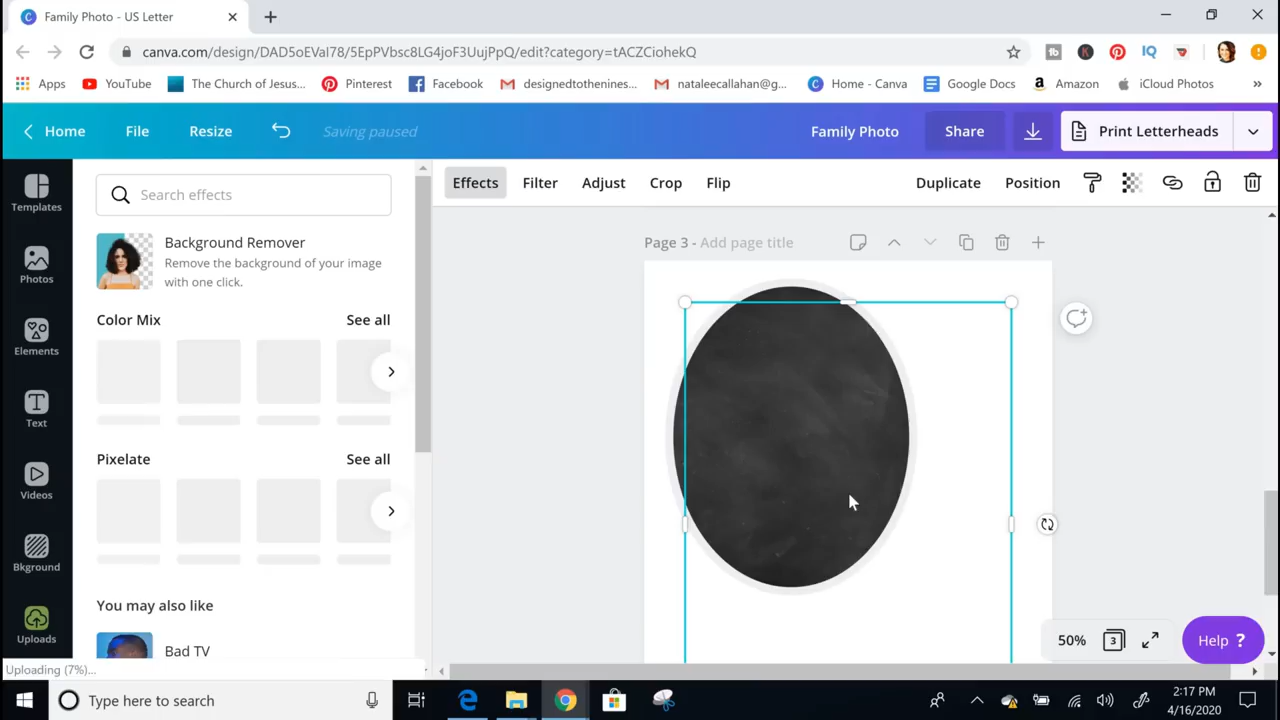 Family Photo - US Letter
canva.com/design/DAD5oEVal78/5EpPVbsc8LG4joF3UujPpQ/edit?category=tACZCiohekQ
Apps YouTube The Church of Jesus... Pinterest Facebook designedtothenines... nataleecallahan@g... Home - Canva Google Docs Amazon iCloud Photos »
Home File Resize Saving paused Family Photo Share Print Letterheads
Templates
Photos
Elements
Text
Videos
Bkground
Uploads
Search effects
Background Remover
Remove the background of your image
with one click.
Color Mix See all
Pixelate See all
You may also like
Bad TV
Uploading (7%)...
Effects Filter Adjust Crop Flip Duplicate Position
Page 3 - Add page title
50% 3 Help ?
Type here to search
2:17 PM
4/16/2020